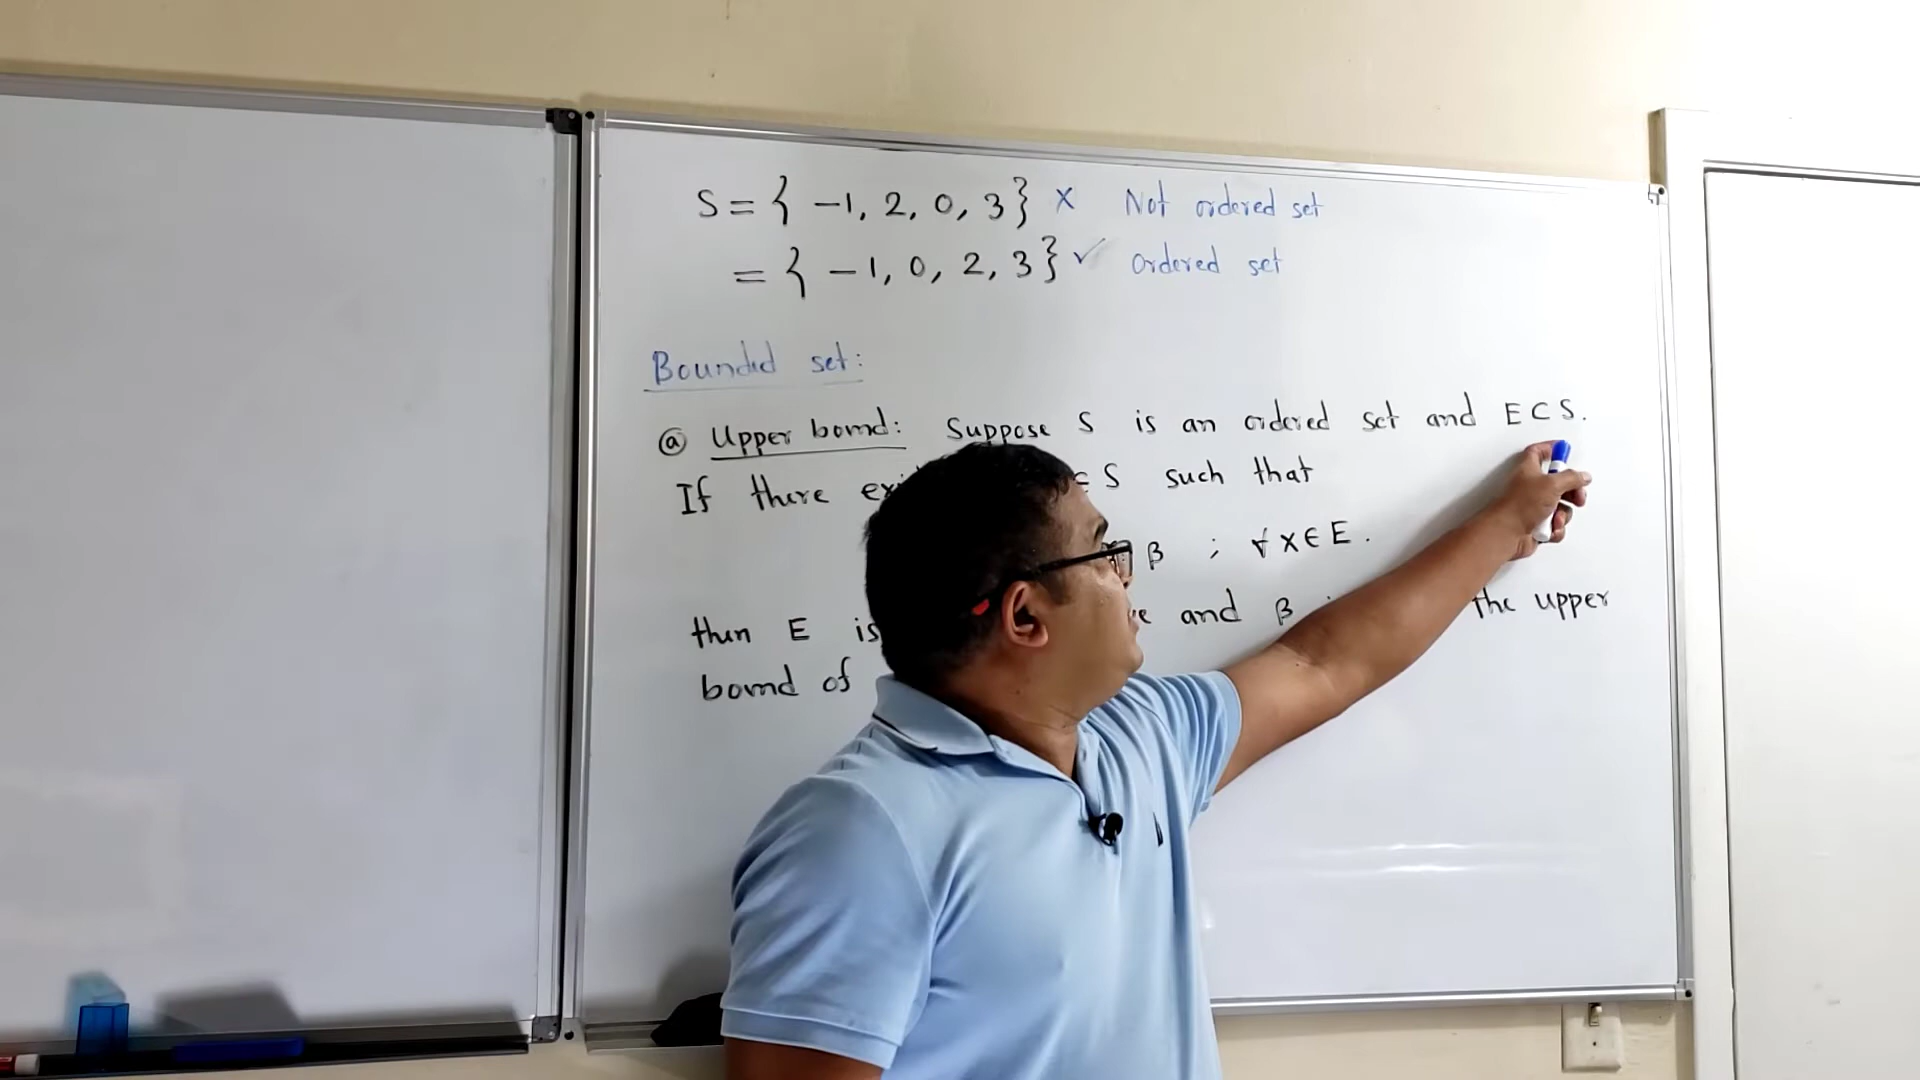 S = { -1, 2, 0, 3 } × Not ordered set
= { -1, 0, 2, 3 } ✓ ordered set
Bounded set:
ⓐ Upper bound: Suppose S is an ordered set and E ⊂ S.
If there S such that
β ; ∀ x ∈ E.
then E is and β the upper
bound of